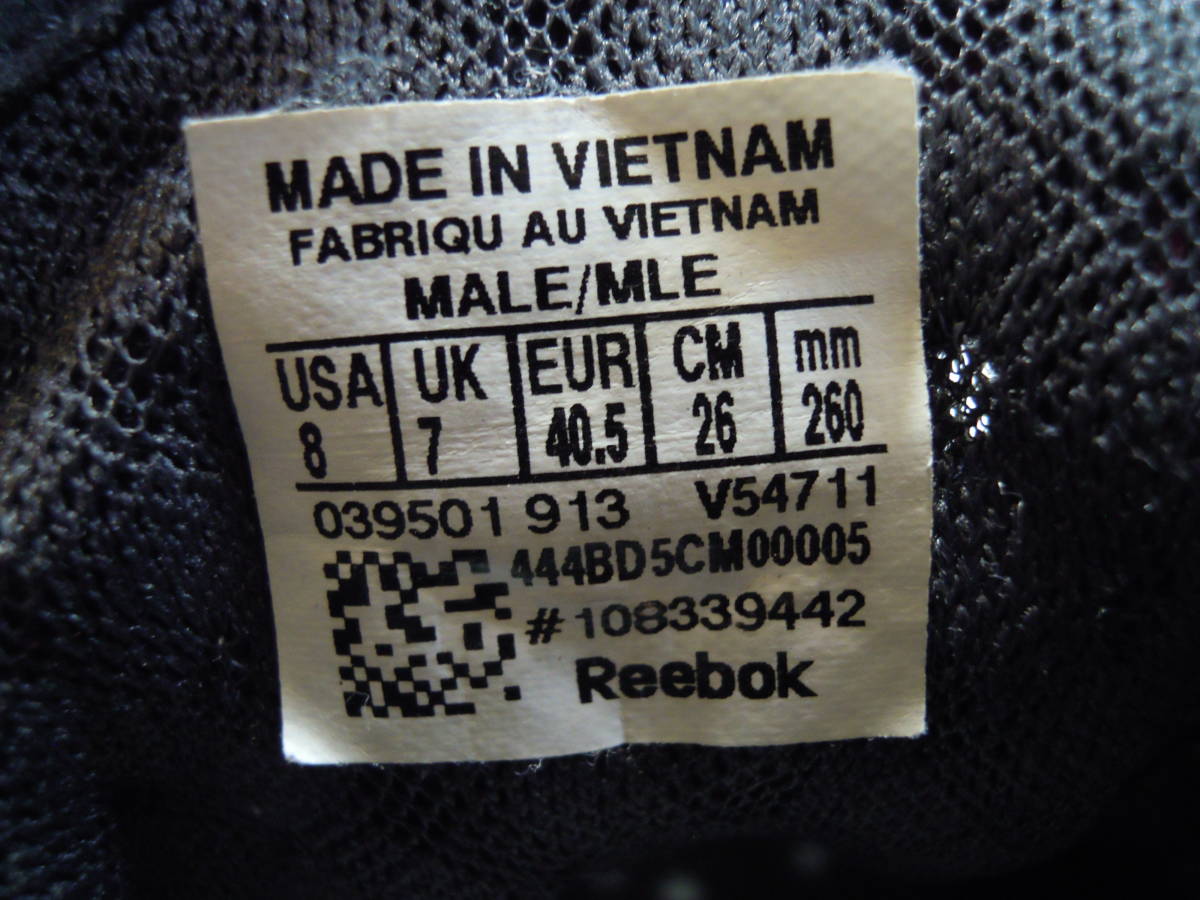 MADE IN VIETNAM
FABRIQU AU VIETNAM
MALE/MLE
USA UK EUR CM mm
8 7 40.5 26 260
039501 913 V54711
444BD5CM00005
#108339442
Reebok